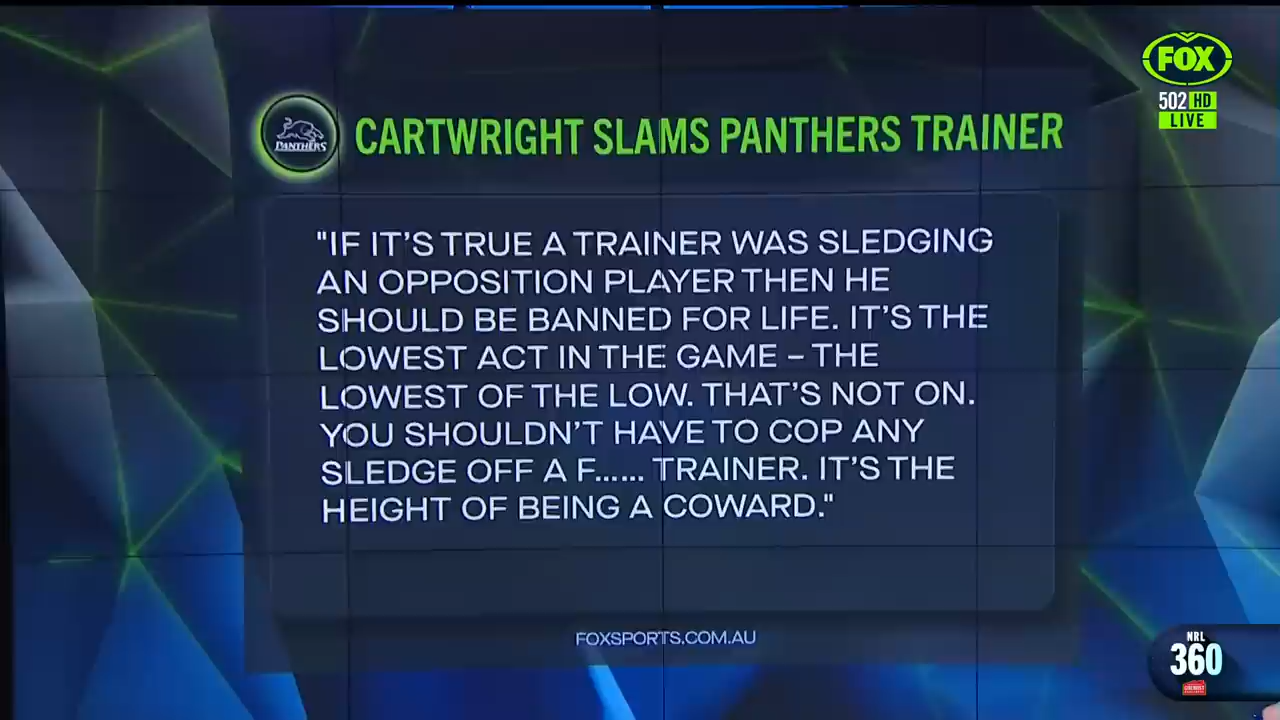 FOX
502 HD
LIVE
PANTHERS
CARTWRIGHT SLAMS PANTHERS TRAINER
"IF IT'S TRUE A TRAINER WAS SLEDGING
AN OPPOSITION PLAYER THEN HE
SHOULD BE BANNED FOR LIFE. IT'S THE
LOWEST ACT IN THE GAME – THE
LOWEST OF THE LOW. THAT'S NOT ON.
YOU SHOULDN'T HAVE TO COP ANY
SLEDGE OFF A F...... TRAINER. IT'S THE
HEIGHT OF BEING A COWARD."
FOXSPORTS.COM.AU
NRL
360